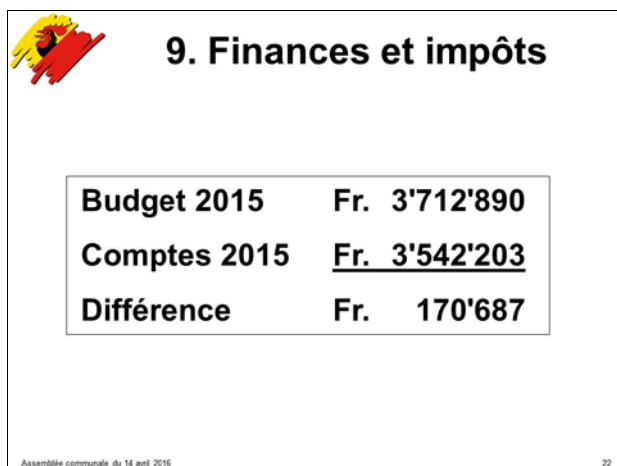 9. Finances et impôts
Budget 2015 Fr. 3'712'890
Comptes 2015 Fr. 3'542'203
Différence Fr. 170'687
Assemblée communale du 14 avril 2016 22